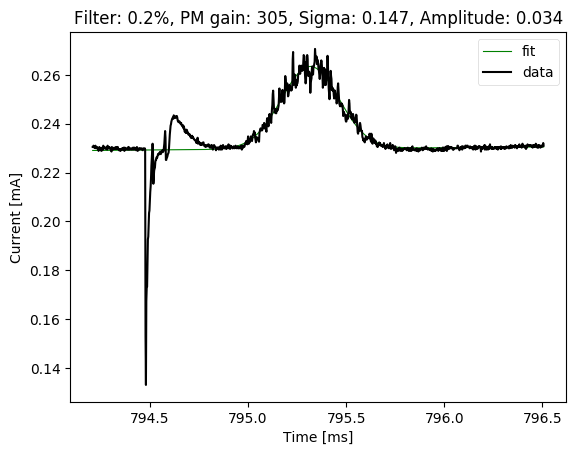 Filter: 0.2%, PM gain: 305, Sigma: 0.147, Amplitude: 0.034
fit
data
0.26
0.24
0.22
0.20
0.18
0.16
0.14
Current [mA]
794.5 795.0 795.5 796.0 796.5
Time [ms]